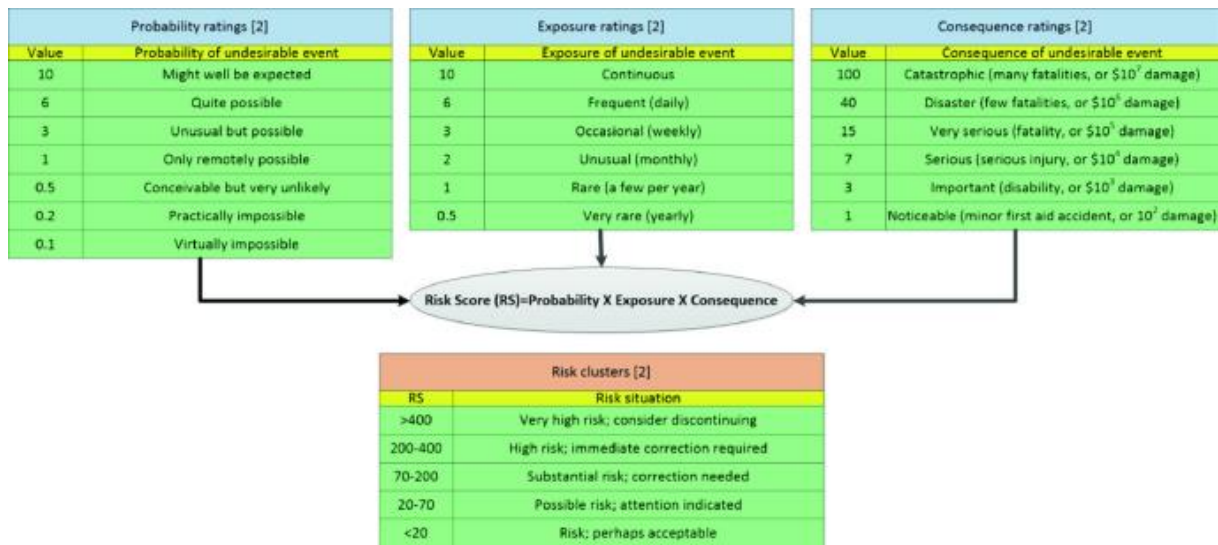 Probability ratings [2]
Value Probability of undesirable event
10 Might well be expected
6 Quite possible
3 Unusual but possible
1 Only remotely possible
0.5 Conceivable but very unlikely
0.2 Practically impossible
0.1 Virtually impossible
Exposure ratings [2]
Value Exposure of undesirable event
10 Continuous
6 Frequent (daily)
3 Occasional (weekly)
2 Unusual (monthly)
1 Rare (a few per year)
0.5 Very rare (yearly)
Consequence ratings [2]
Value Consequence of undesirable event
100 Catastrophic (many fatalities, or $10⁷ damage)
40 Disaster (few fatalities, or $10⁶ damage)
15 Very serious (fatality, or $10⁵ damage)
7 Serious (serious injury, or $10⁴ damage)
3 Important (disability, or $10³ damage)
1 Noticeable (minor first aid accident, or 10² damage)
Risk Score (RS)=Probability X Exposure X Consequence
Risk clusters [2]
RS Risk situation
>400 Very high risk; consider discontinuing
200-400 High risk; immediate correction required
70-200 Substantial risk; correction needed
20-70 Possible risk; attention indicated
<20 Risk; perhaps acceptable